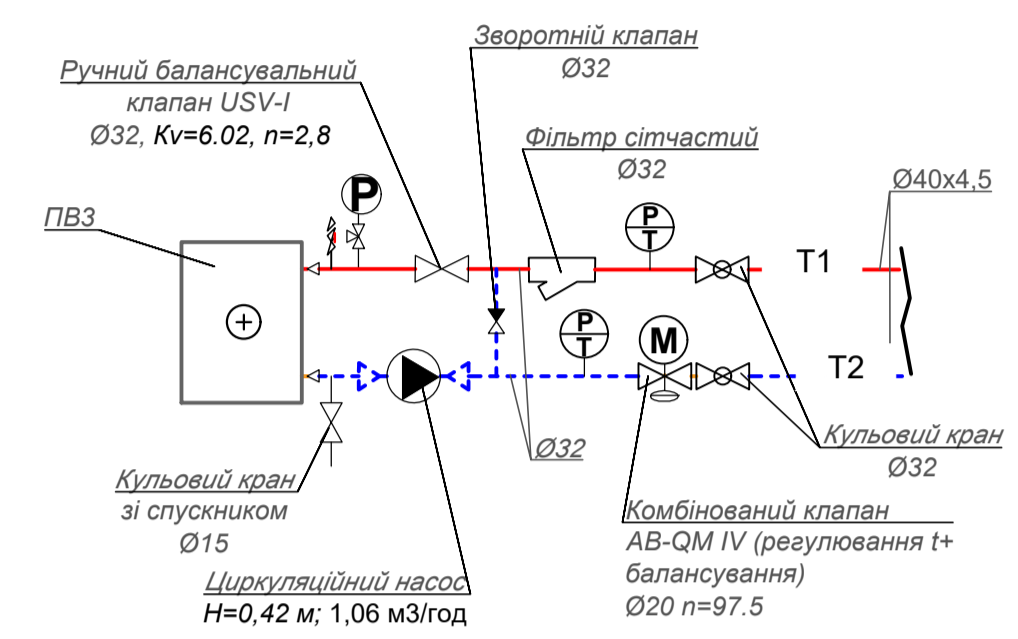 Зворотній клапан
Ø32
Ручний балансувальний
клапан USV-I
Ø32, Kv=6.02, n=2,8
Фільтр сітчастий
Ø32
Ø40x4,5
ПВ3
P
P
T
T1
P
T
M
T2
Ø32
Кульовий кран
Ø32
Кульовий кран
зі спускником
Ø15
Комбінований клапан
AB-QM IV (регулювання t+
балансування)
Ø20 n=97.5
Циркуляційний насос
H=0,42 м; 1,06 м3/год